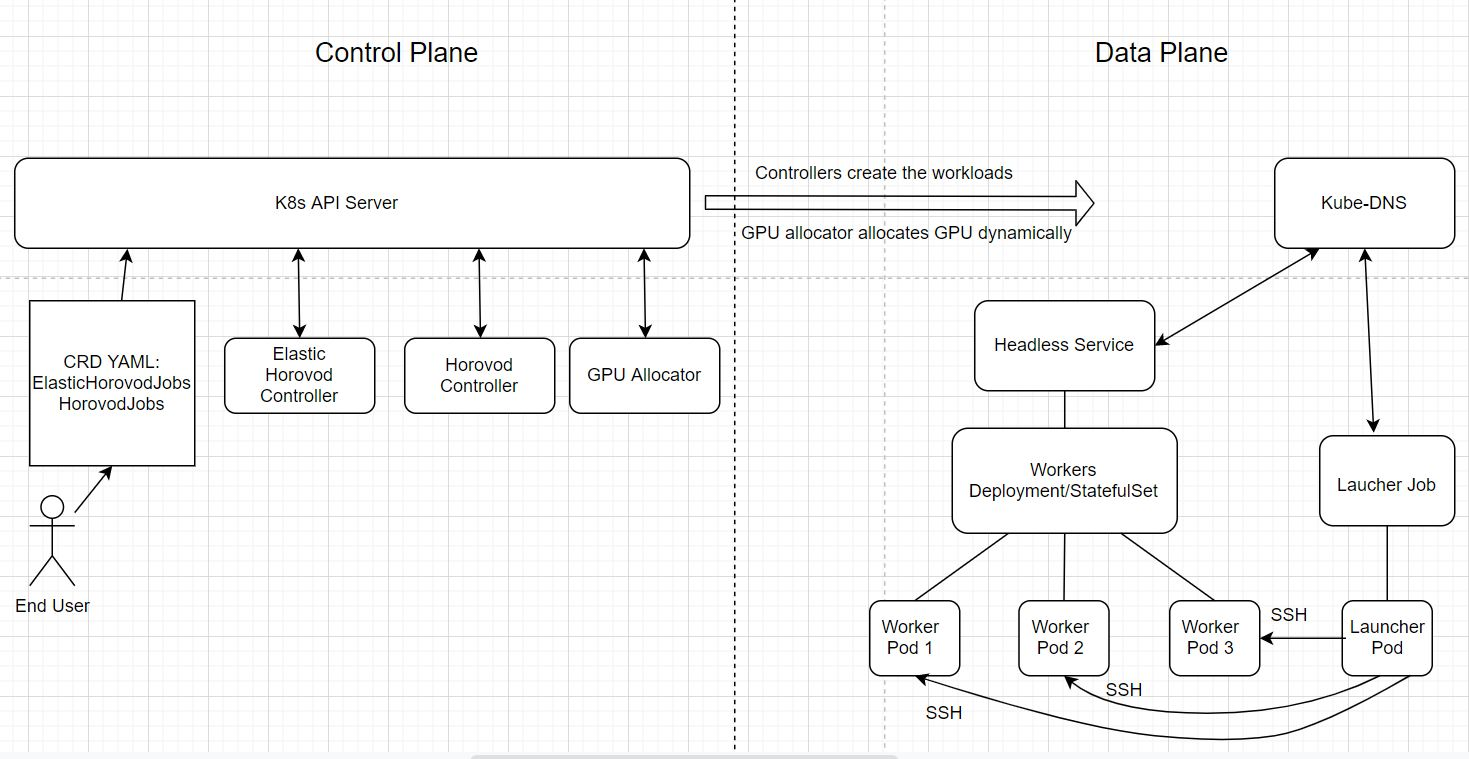 Control Plane
Data Plane
K8s API Server
Controllers create the workloads
GPU allocator allocates GPU dynamically
Kube-DNS
CRD YAML:
ElasticHorovodJobs
HorovodJobs
Elastic
Horovod
Controller
Horovod
Controller
GPU Allocator
End User
Headless Service
Workers
Deployment/StatefulSet
Laucher Job
Worker
Pod 1
Worker
Pod 2
Worker
Pod 3
SSH
Launcher
Pod
SSH
SSH